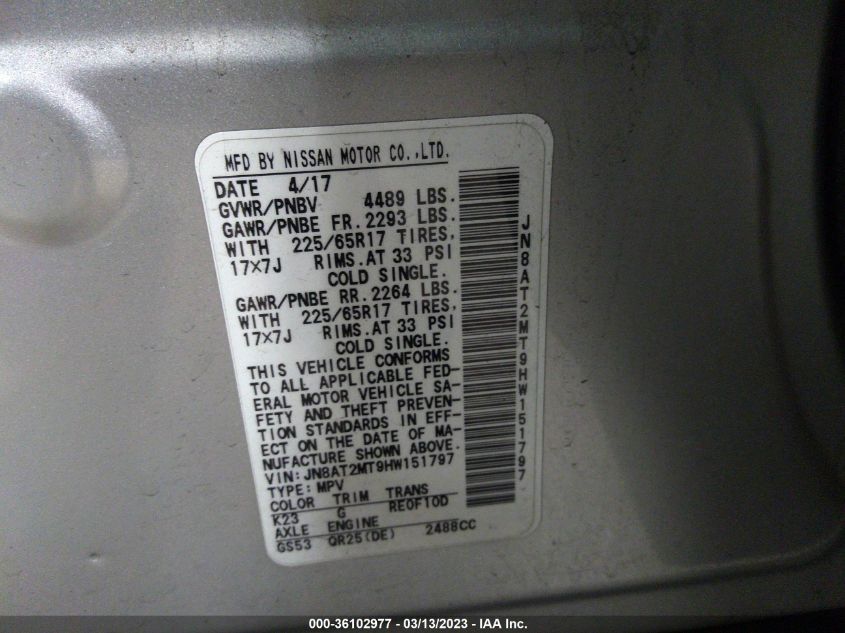 MFD BY NISSAN MOTOR CO.,LTD.
DATE 4/17
GVWR/PNBV 4489 LBS.
GAWR/PNBE FR.2293 LBS.
WITH 225/65R17 TIRES,
17X7J RIMS.AT 33 PSI
COLD SINGLE.
GAWR/PNBE RR.2264 LBS.
WITH 225/65R17 TIRES,
17X7J RIMS.AT 33 PSI
COLD SINGLE.
THIS VEHICLE CONFORMS
TO ALL APPLICABLE FED-
ERAL MOTOR VEHICLE SA-
FETY AND THEFT PREVEN-
TION STANDARDS IN EFF-
ECT ON THE DATE OF MA-
NUFACTURE SHOWN ABOVE.
VIN:JN8AT2MT9HW151797
TYPE:MPV
COLOR TRIM TRANS
K23 G RE0F10D
AXLE ENGINE
GS53 QR25(DE) 2488CC
JN8AT2MT9HW151797
000-36102977 - 03/13/2023 - IAA Inc.